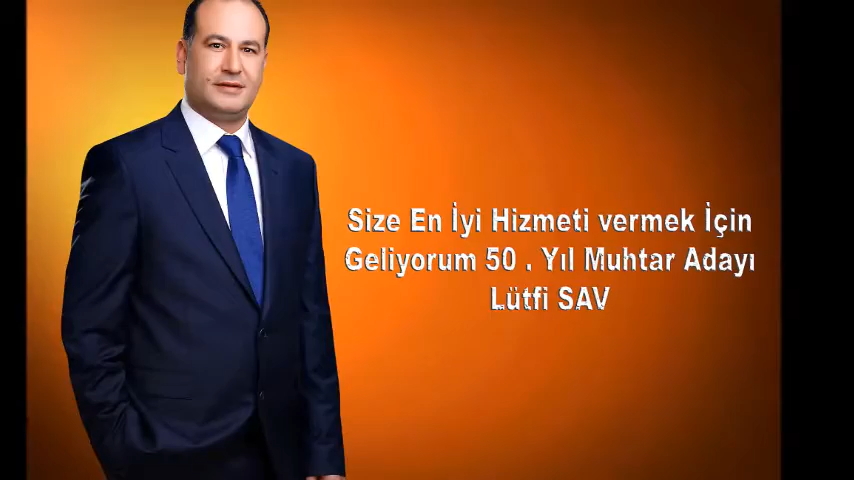 Size En İyi Hizmeti vermek İçin
Geliyorum 50 . Yıl Muhtar Adayı
Lütfi SAV